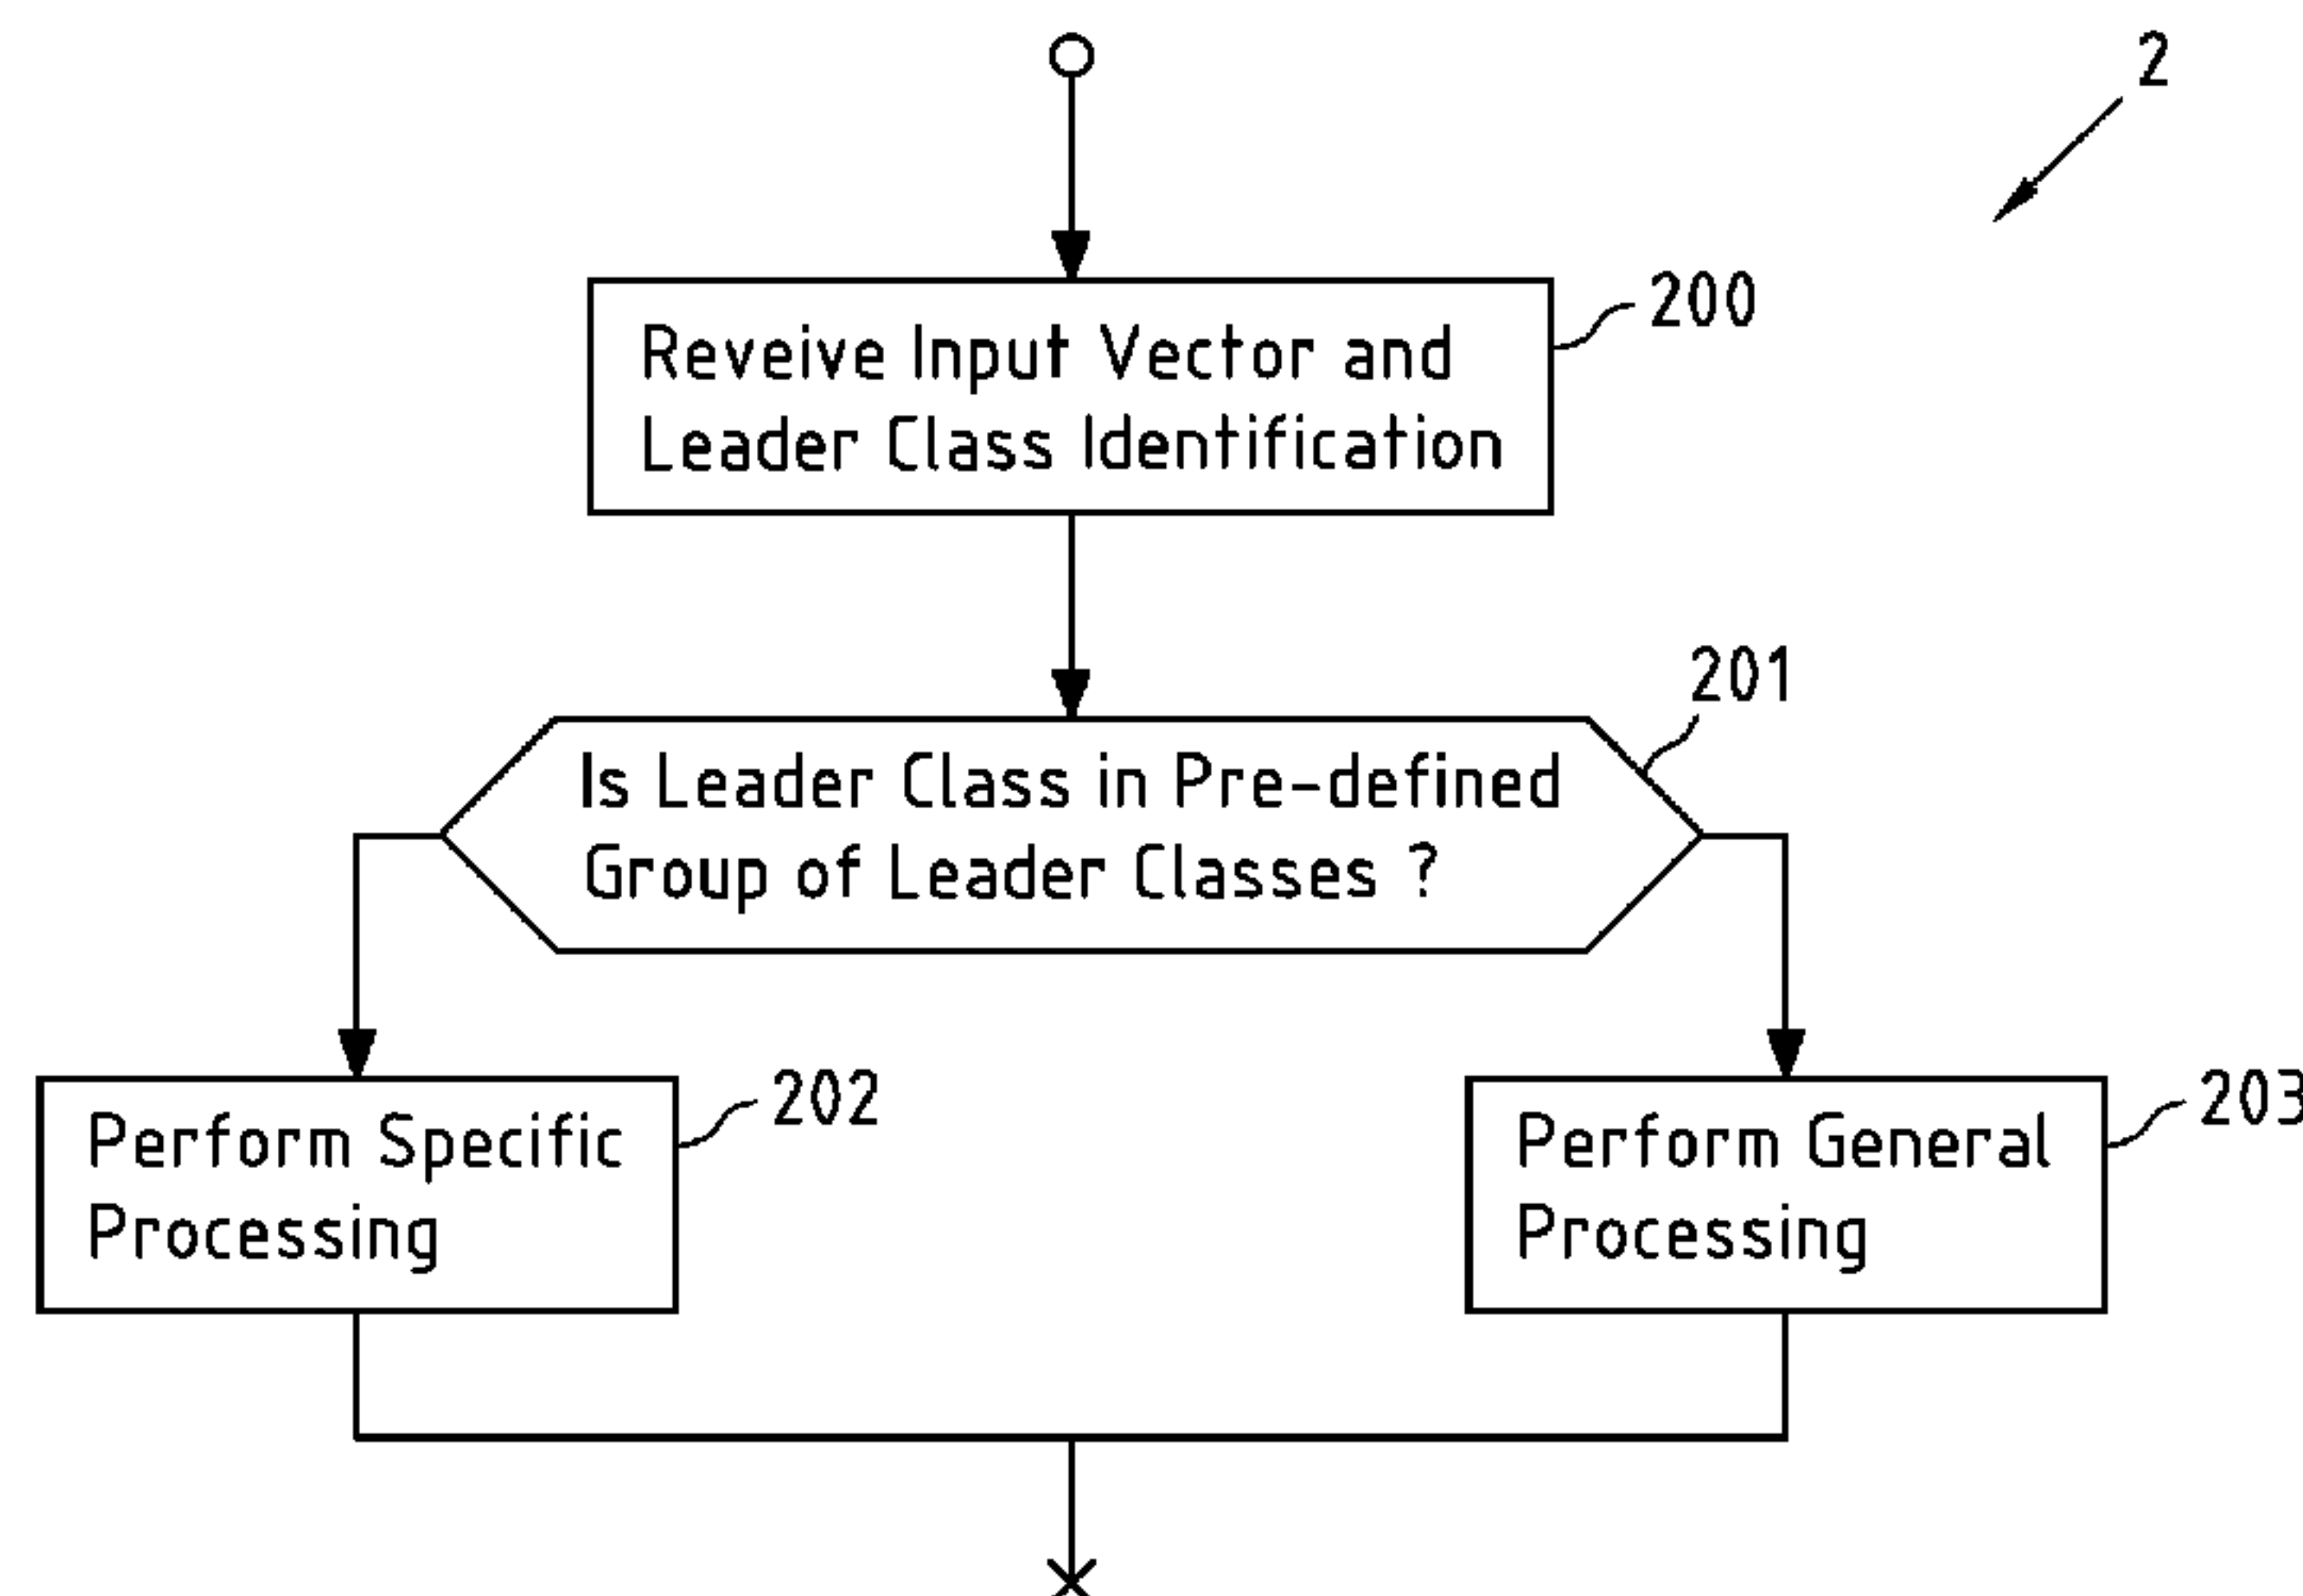 2
200
Reveive Input Vector and
Leader Class Identification
201
Is Leader Class in Pre-defined
Group of Leader Classes ?
202
Perform Specific
Processing
203
Perform General
Processing